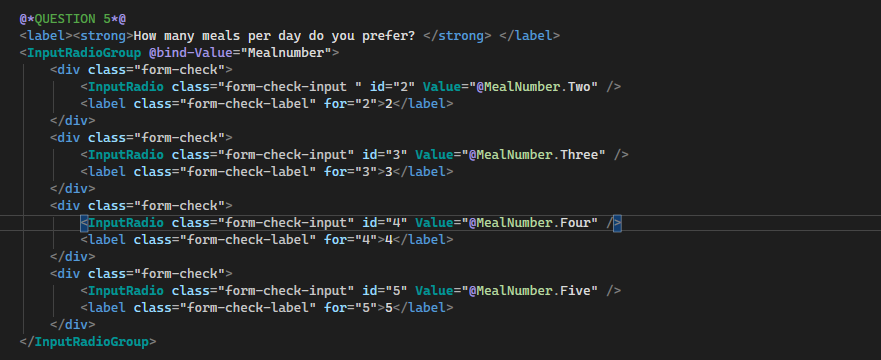 @*QUESTION 5*@
<label><strong>How many meals per day do you prefer? </strong> </label>
<InputRadioGroup @bind-Value="Mealnumber">
<div class="form-check">
<InputRadio class="form-check-input " id="2" Value="@MealNumber.Two" />
<label class="form-check-label" for="2">2</label>
</div>
<div class="form-check">
<InputRadio class="form-check-input" id="3" Value="@MealNumber.Three" />
<label class="form-check-label" for="3">3</label>
</div>
<div class="form-check">
<InputRadio class="form-check-input" id="4" Value="@MealNumber.Four" />
<label class="form-check-label" for="4">4</label>
</div>
<div class="form-check">
<InputRadio class="form-check-input" id="5" Value="@MealNumber.Five" />
<label class="form-check-label" for="5">5</label>
</div>
</InputRadioGroup>